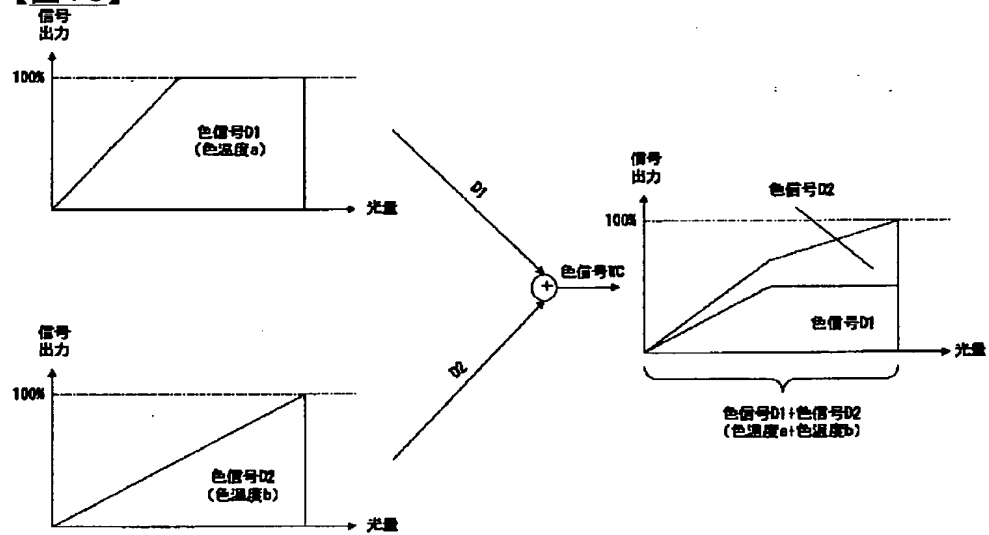 信号
出力
100%
色信号D1
(色温度a)
光量
D1
信号
出力
100%
色信号D2
(色温度b)
光量
D2
+
色信号WC
信号
出力
100%
色信号D2
色信号D1
光量
色信号D1+色信号D2
(色温度a+色温度b)